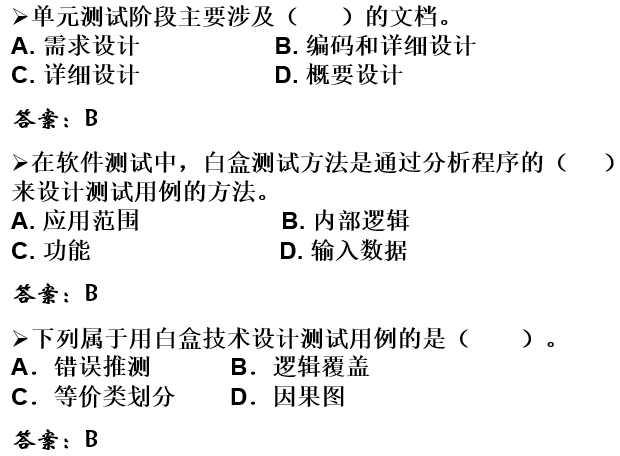 ➢单元测试阶段主要涉及（ ）的文档。
A. 需求设计 B. 编码和详细设计
C. 详细设计 D. 概要设计
答案：B
➢在软件测试中，白盒测试方法是通过分析程序的（ ）
来设计测试用例的方法。
A. 应用范围 B. 内部逻辑
C. 功能 D. 输入数据
答案：B
➢下列属于用白盒技术设计测试用例的是（ ）。
A．错误推测 B．逻辑覆盖
C．等价类划分 D．因果图
答案：B